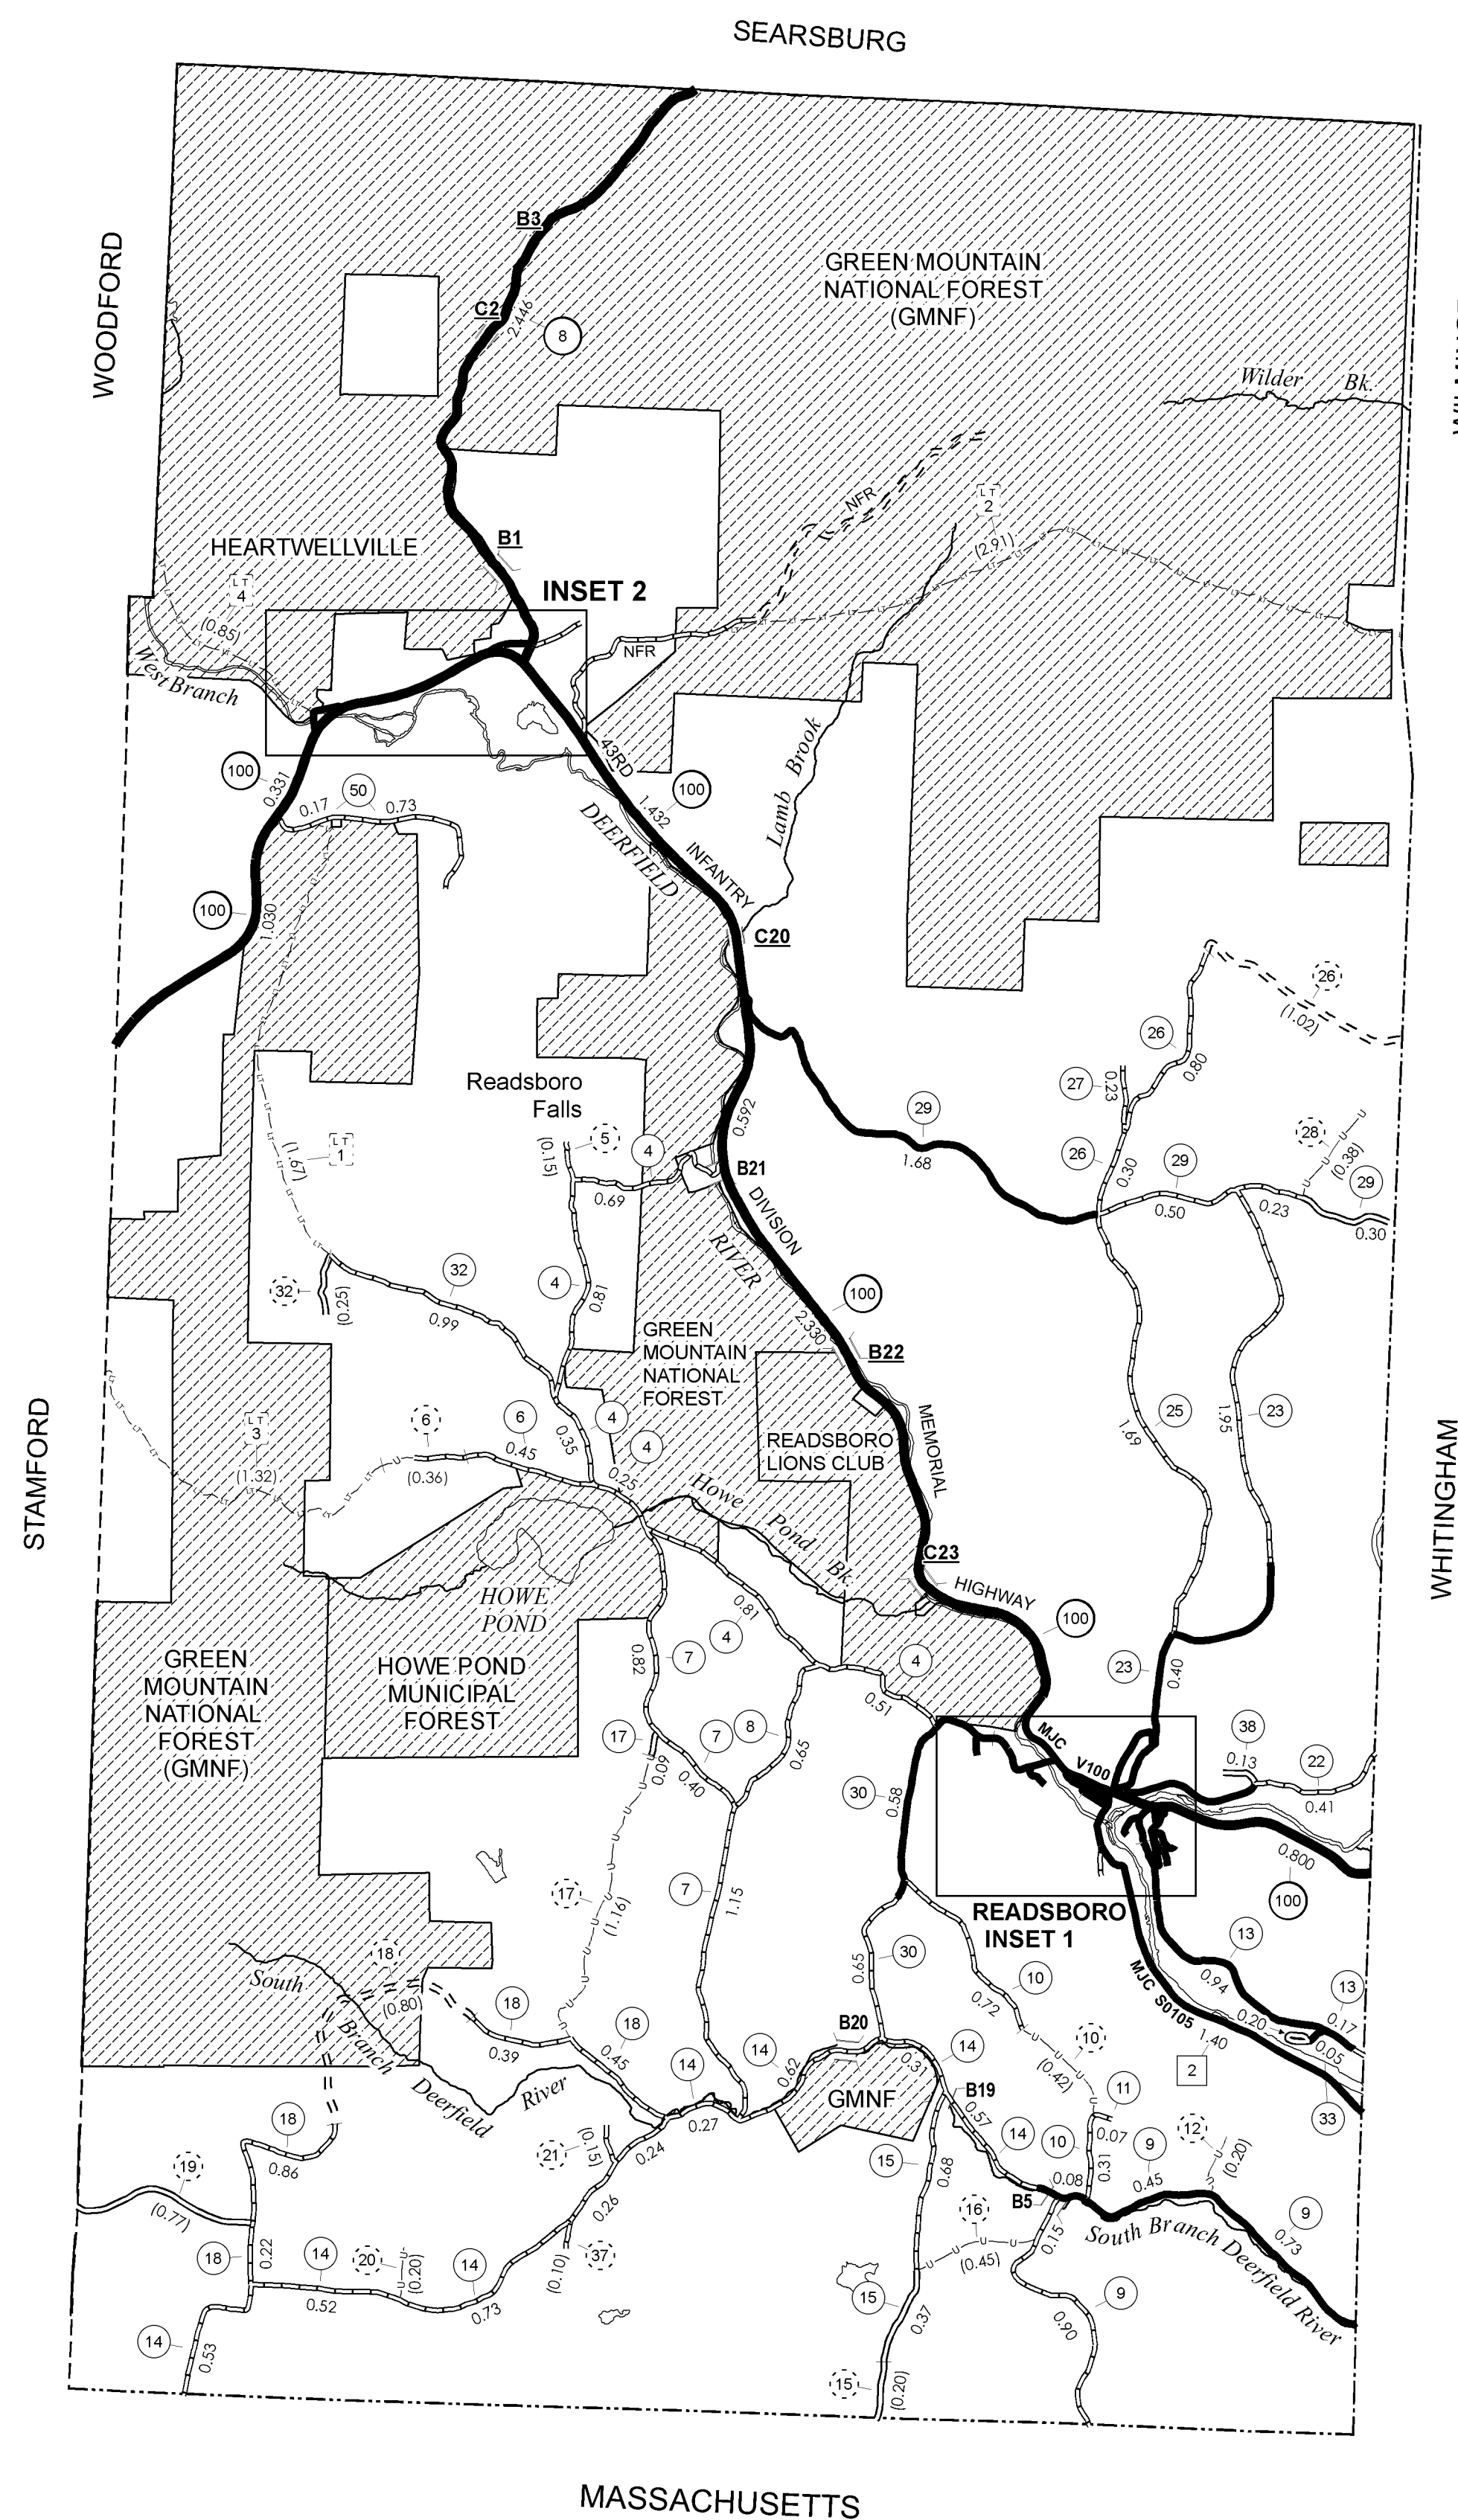 SEARSBURG
B3
GREEN MOUNTAIN
NATIONAL FOREST
(GMNF)
WOODFORD
C2
2.446
8
Wilder Bk.
NFR
LT
2
(2.91)
B1
HEARTWELLVILLE
LT
4
(0.85)
INSET 2
NFR
West Branch
43RD
100
0.331
0.17
50
0.73
1.432
100
Lamb Brook
DEERFIELD
INFANTRY
100
1.030
C20
26
(1.02)
26
0.80
Readsboro
Falls
27
0.23
0.592
29
1.68
28
(0.38)
(0.15)
5
4
LT
1
(1.67)
26
0.30
29
29
B21
0.69
0.50
0.23
0.30
DIVISION
RIVER
32
32
(0.25)
0.99
4
0.81
100
2.330
GREEN
MOUNTAIN
NATIONAL
FOREST
B22
STAMFORD
LT
3
(1.32)
6
6
0.45
(0.36)
0.35
4
4
0.25
MEMORIAL
READSBORO
LIONS CLUB
25
1.69
1.95
23
WHITINGHAM
Howe Pond Bk.
C23
HIGHWAY
HOWE
POND
0.81
4
100
GREEN
MOUNTAIN
NATIONAL
FOREST
(GMNF)
HOWE POND
MUNICIPAL
FOREST
0.82
7
4
0.51
23
0.40
17
0.09
7
0.40
8
0.65
MJC
V100
38
0.13
22
0.41
30
0.58
0.800
100
17
(1.16)
7
1.15
READSBORO
INSET 1
13
0.94
18
South
Branch
Deerfield
River
(0.80)
18
0.39
18
0.45
30
0.65
10
0.72
MJC S0105
1.40
0.20
13
0.17
0.05
B20
14
0.62
0.31
14
10
(0.42)
2
33
14
0.27
GMNF
B19
0.57
11
0.07
18
0.86
21
(0.15)
0.24
14
10
0.31
9
0.45
12
(0.20)
19
(0.77)
15
0.68
0.08
B5
0.26
16
(0.45)
0.15
9
0.73
South Branch Deerfield River
18
0.22
14
20
(0.20)
14
(0.10)
37
0.52
0.73
15
0.37
9
0.90
14
0.53
15
(0.20)
MASSACHUSETTS